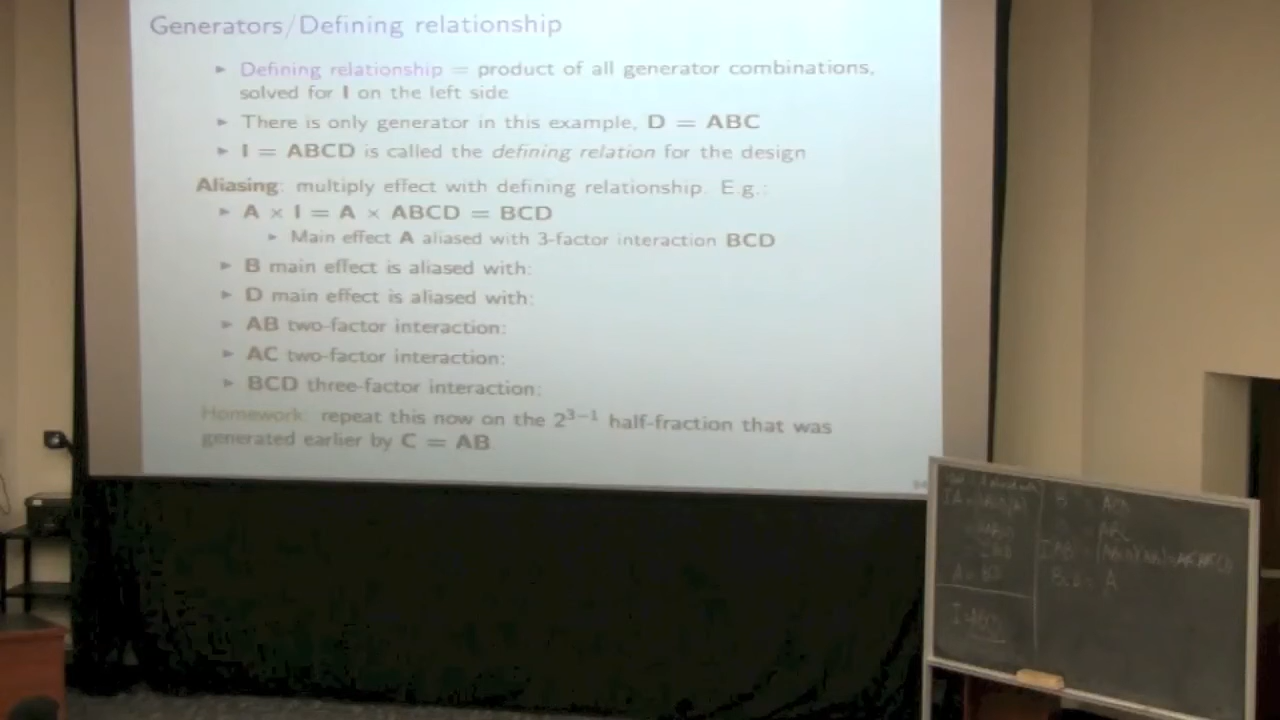 Generators/Defining relationship
▸ Defining relationship = product of all generator combinations,
solved for I on the left side
▸ There is only generator in this example, D = ABC
▸ I = ABCD is called the defining relation for the design
Aliasing: multiply effect with defining relationship. E.g.:
▸ A × I = A × ABCD = BCD
▸ Main effect A aliased with 3-factor interaction BCD
▸ B main effect is aliased with:
▸ D main effect is aliased with:
▸ AB two-factor interaction:
▸ AC two-factor interaction:
▸ BCD three-factor interaction:
Homework: repeat this now on the 2^{3−1} half-fraction that was
generated earlier by C = AB
B = ACD
ABC
I AB =
= A